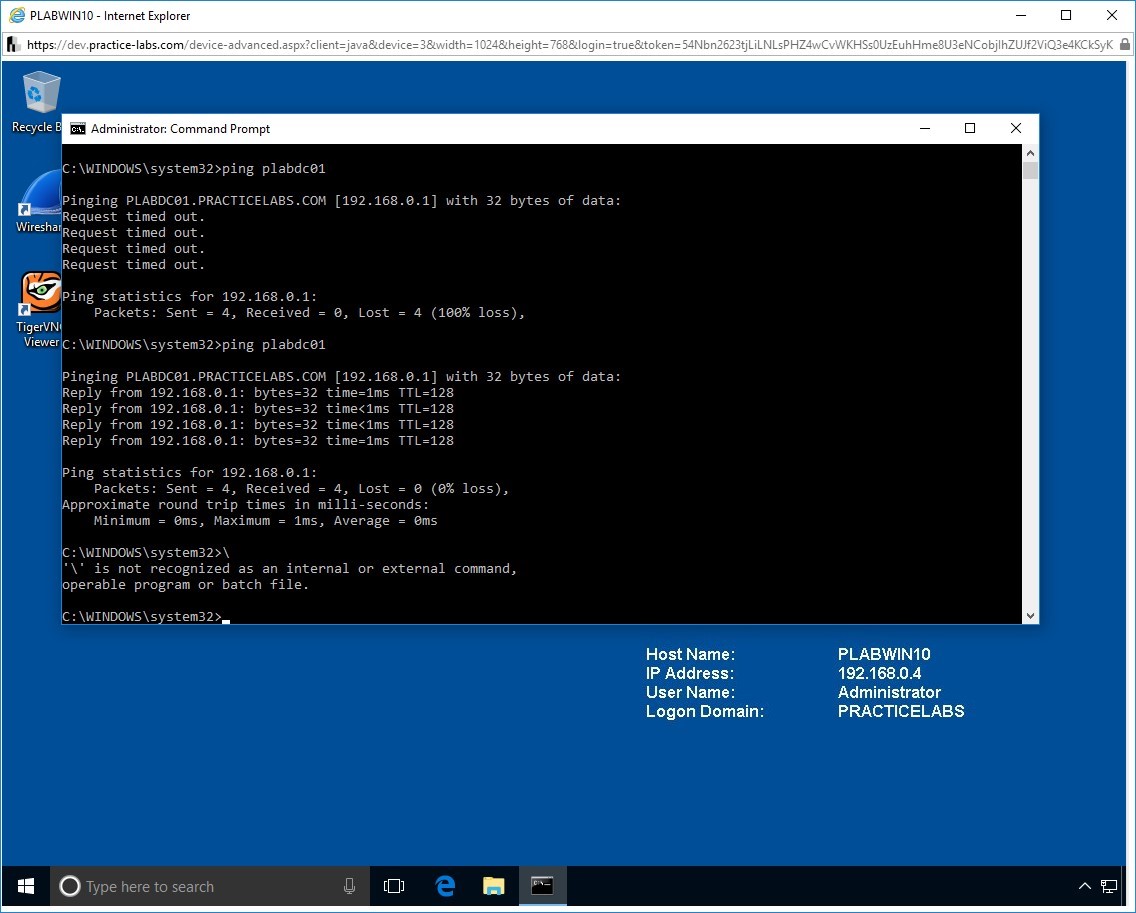 PLABWIN10 - Internet Explorer
https://dev.practice-labs.com/device-advanced.aspx?client=java&device=3&width=1024&height=768&login=true&token=54Nbn2623tjLiLNLsPHZ4wCvWKHSs0UzEuhHme8U3eNCobjIhZUJf2ViQ3e4KCkSyK
Recycle B
Administrator: Command Prompt
C:\WINDOWS\system32>ping plabdc01
Pinging PLABDC01.PRACTICELABS.COM [192.168.0.1] with 32 bytes of data:
Request timed out.
Request timed out.
Request timed out.
Request timed out.
Ping statistics for 192.168.0.1:
    Packets: Sent = 4, Received = 0, Lost = 4 (100% loss),
C:\WINDOWS\system32>ping plabdc01
Pinging PLABDC01.PRACTICELABS.COM [192.168.0.1] with 32 bytes of data:
Reply from 192.168.0.1: bytes=32 time=1ms TTL=128
Reply from 192.168.0.1: bytes=32 time<1ms TTL=128
Reply from 192.168.0.1: bytes=32 time<1ms TTL=128
Reply from 192.168.0.1: bytes=32 time=1ms TTL=128
Ping statistics for 192.168.0.1:
    Packets: Sent = 4, Received = 4, Lost = 0 (0% loss),
Approximate round trip times in milli-seconds:
    Minimum = 0ms, Maximum = 1ms, Average = 0ms
C:\WINDOWS\system32>\
'\' is not recognized as an internal or external command,
operable program or batch file.
C:\WINDOWS\system32>
Wireshar
TigerVN
Viewer
Host Name: PLABWIN10
IP Address: 192.168.0.4
User Name: Administrator
Logon Domain: PRACTICELABS
Type here to search